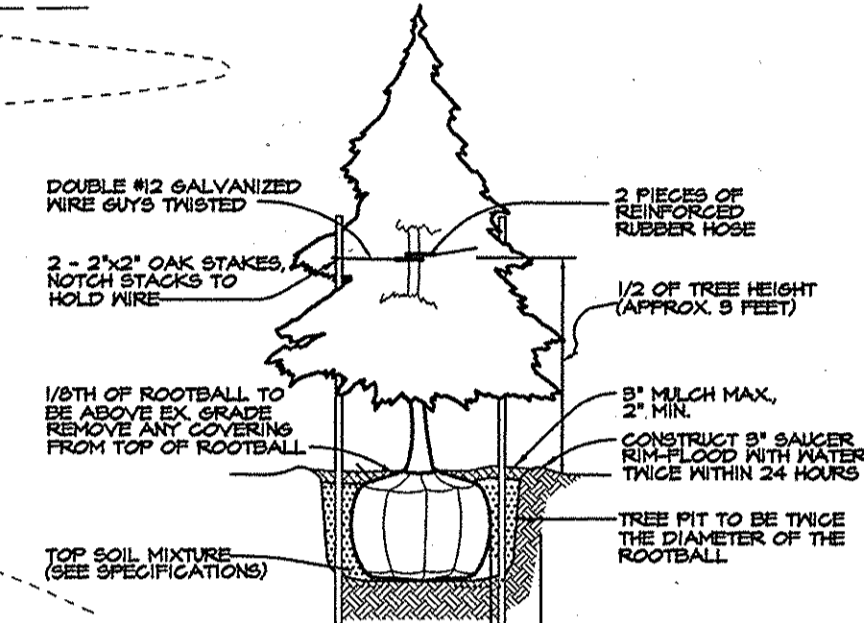 DOUBLE #12 GALVANIZED
WIRE GUYS TWISTED
2 - 2"x2" OAK STAKES,
NOTCH STACKS TO
HOLD WIRE
1/8TH OF ROOTBALL TO
BE ABOVE EX. GRADE
REMOVE ANY COVERING
FROM TOP OF ROOTBALL
TOP SOIL MIXTURE
(SEE SPECIFICATIONS)
2 PIECES OF
REINFORCED
RUBBER HOSE
1/2 OF TREE HEIGHT
(APPROX. 3 FEET)
3" MULCH MAX.,
2" MIN.
CONSTRUCT 3" SAUCER
RIM-FLOOD WITH WATER
TWICE WITHIN 24 HOURS
TREE PIT TO BE TWICE
THE DIAMETER OF THE
ROOTBALL